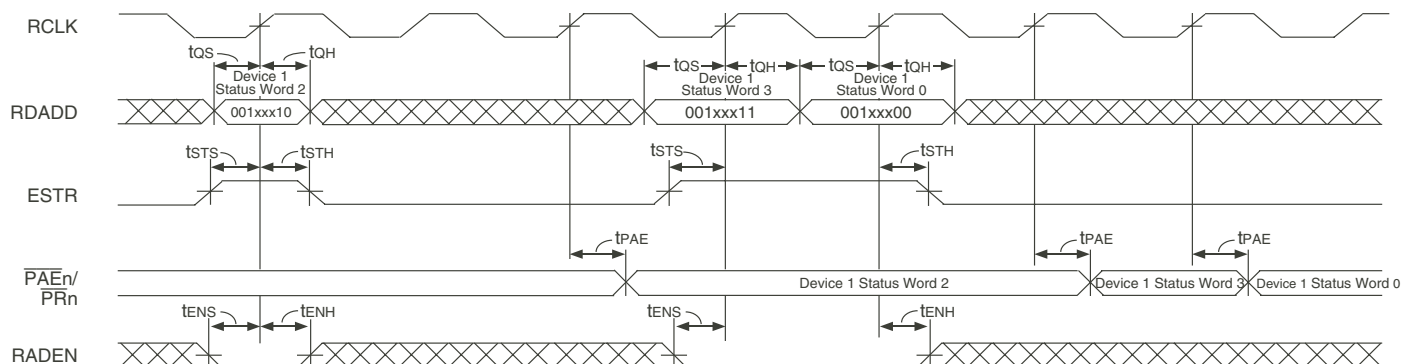 RCLK
tQS tQH tQS tQH tQS tQH
Device 1
Status Word 2
Device 1
Status Word 3
Device 1
Status Word 0
RDADD
001xxx10
001xxx11
001xxx00
tSTS tSTH tSTS tSTH
ESTR
tPAE tPAE tPAE
PAEn/
PRn
Device 1 Status Word 2
Device 1 Status Word 3
Device 1 Status Word 0
tENS tENH tENS tENH
RADEN